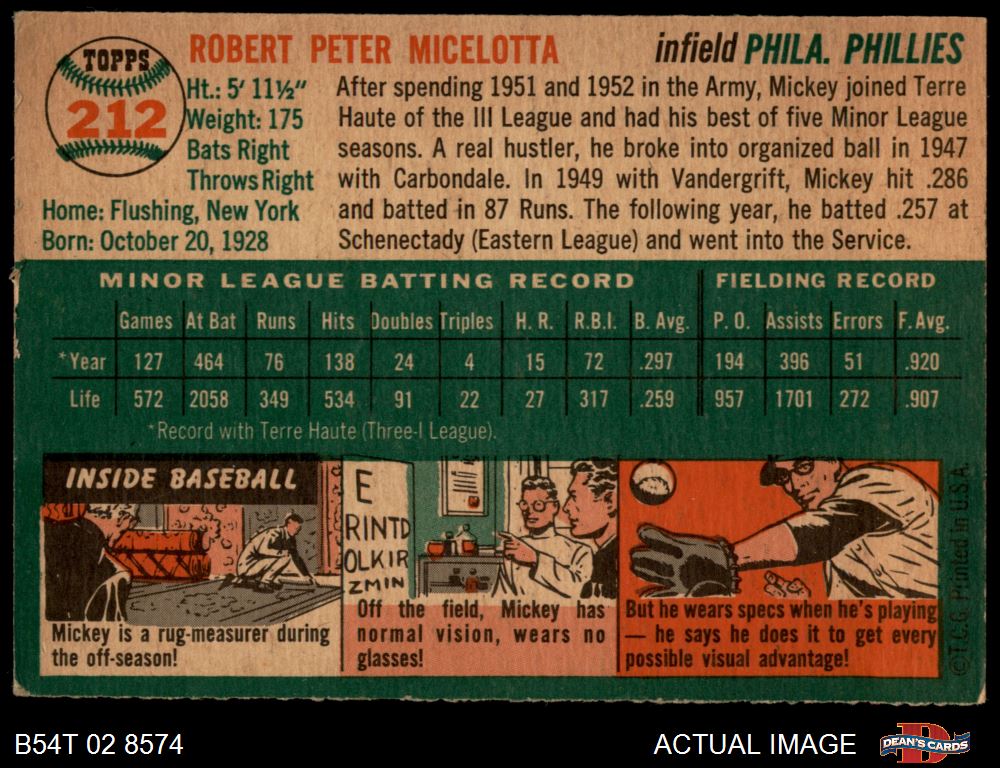 TOPPS
212
ROBERT PETER MICELOTTA
infield PHILA. PHILLIES
Ht.: 5' 11½"
Weight: 175
Bats Right
Throws Right
Home: Flushing, New York
Born: October 20, 1928
After spending 1951 and 1952 in the Army, Mickey joined Terre
Haute of the III League and had his best of five Minor League
seasons. A real hustler, he broke into organized ball in 1947
with Carbondale. In 1949 with Vandergrift, Mickey hit .286
and batted in 87 Runs. The following year, he batted .257 at
Schenectady (Eastern League) and went into the Service.
MINOR LEAGUE BATTING RECORD FIELDING RECORD
Games At Bat Runs Hits Doubles Triples H. R. R.B.I. B. Avg. P. O. Assists Errors F. Avg.
*Year 127 464 76 138 24 4 15 72 .297 194 396 51 .920
Life 572 2058 349 534 91 22 27 317 .259 957 1701 272 .907
*Record with Terre Haute (Three-I League).
INSIDE BASEBALL
Mickey is a rug-measurer during
the off-season!
E
RINTD
OLKIR
ZMIN
Off the field, Mickey has
normal vision, wears no
glasses!
But he wears specs when he's playing
— he says he does it to get every
possible visual advantage!
© T.C.G. Printed in U.S.A.
B54T 02 8574
ACTUAL IMAGE
DEAN'S CARDS